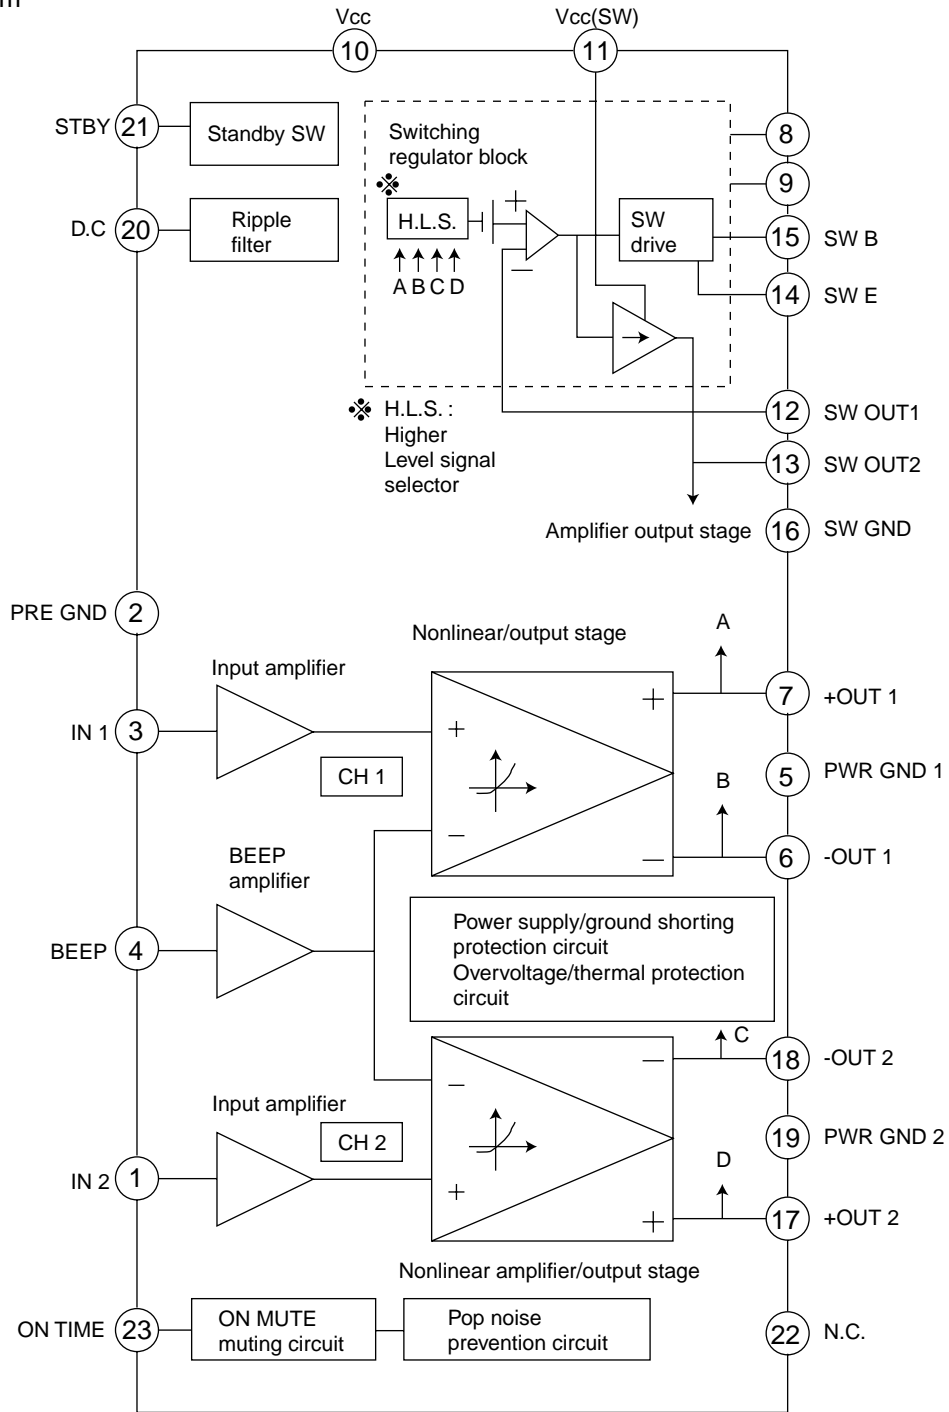 m
Vcc
10
Vcc(SW)
11
STBY
21
Standby SW
Switching
regulator block
8
9
D.C
20
Ripple
filter
※
H.L.S.
+
−
A B C D
SW
drive
15
SW B
14
SW E
※ H.L.S. :
Higher
Level signal
selector
12
SW OUT1
13
SW OUT2
Amplifier output stage
16
SW GND
PRE GND
2
Nonlinear/output stage
A
Input amplifier
IN 1
3
+
+
7
+OUT 1
CH 1
5
PWR GND 1
B
−
−
6
-OUT 1
BEEP
amplifier
BEEP
4
Power supply/ground shorting
protection circuit
Overvoltage/thermal protection
circuit
C
−
−
18
-OUT 2
Input amplifier
CH 2
19
PWR GND 2
D
IN 2
1
+
+
17
+OUT 2
Nonlinear amplifier/output stage
ON TIME
23
ON MUTE
muting circuit
Pop noise
prevention circuit
22
N.C.